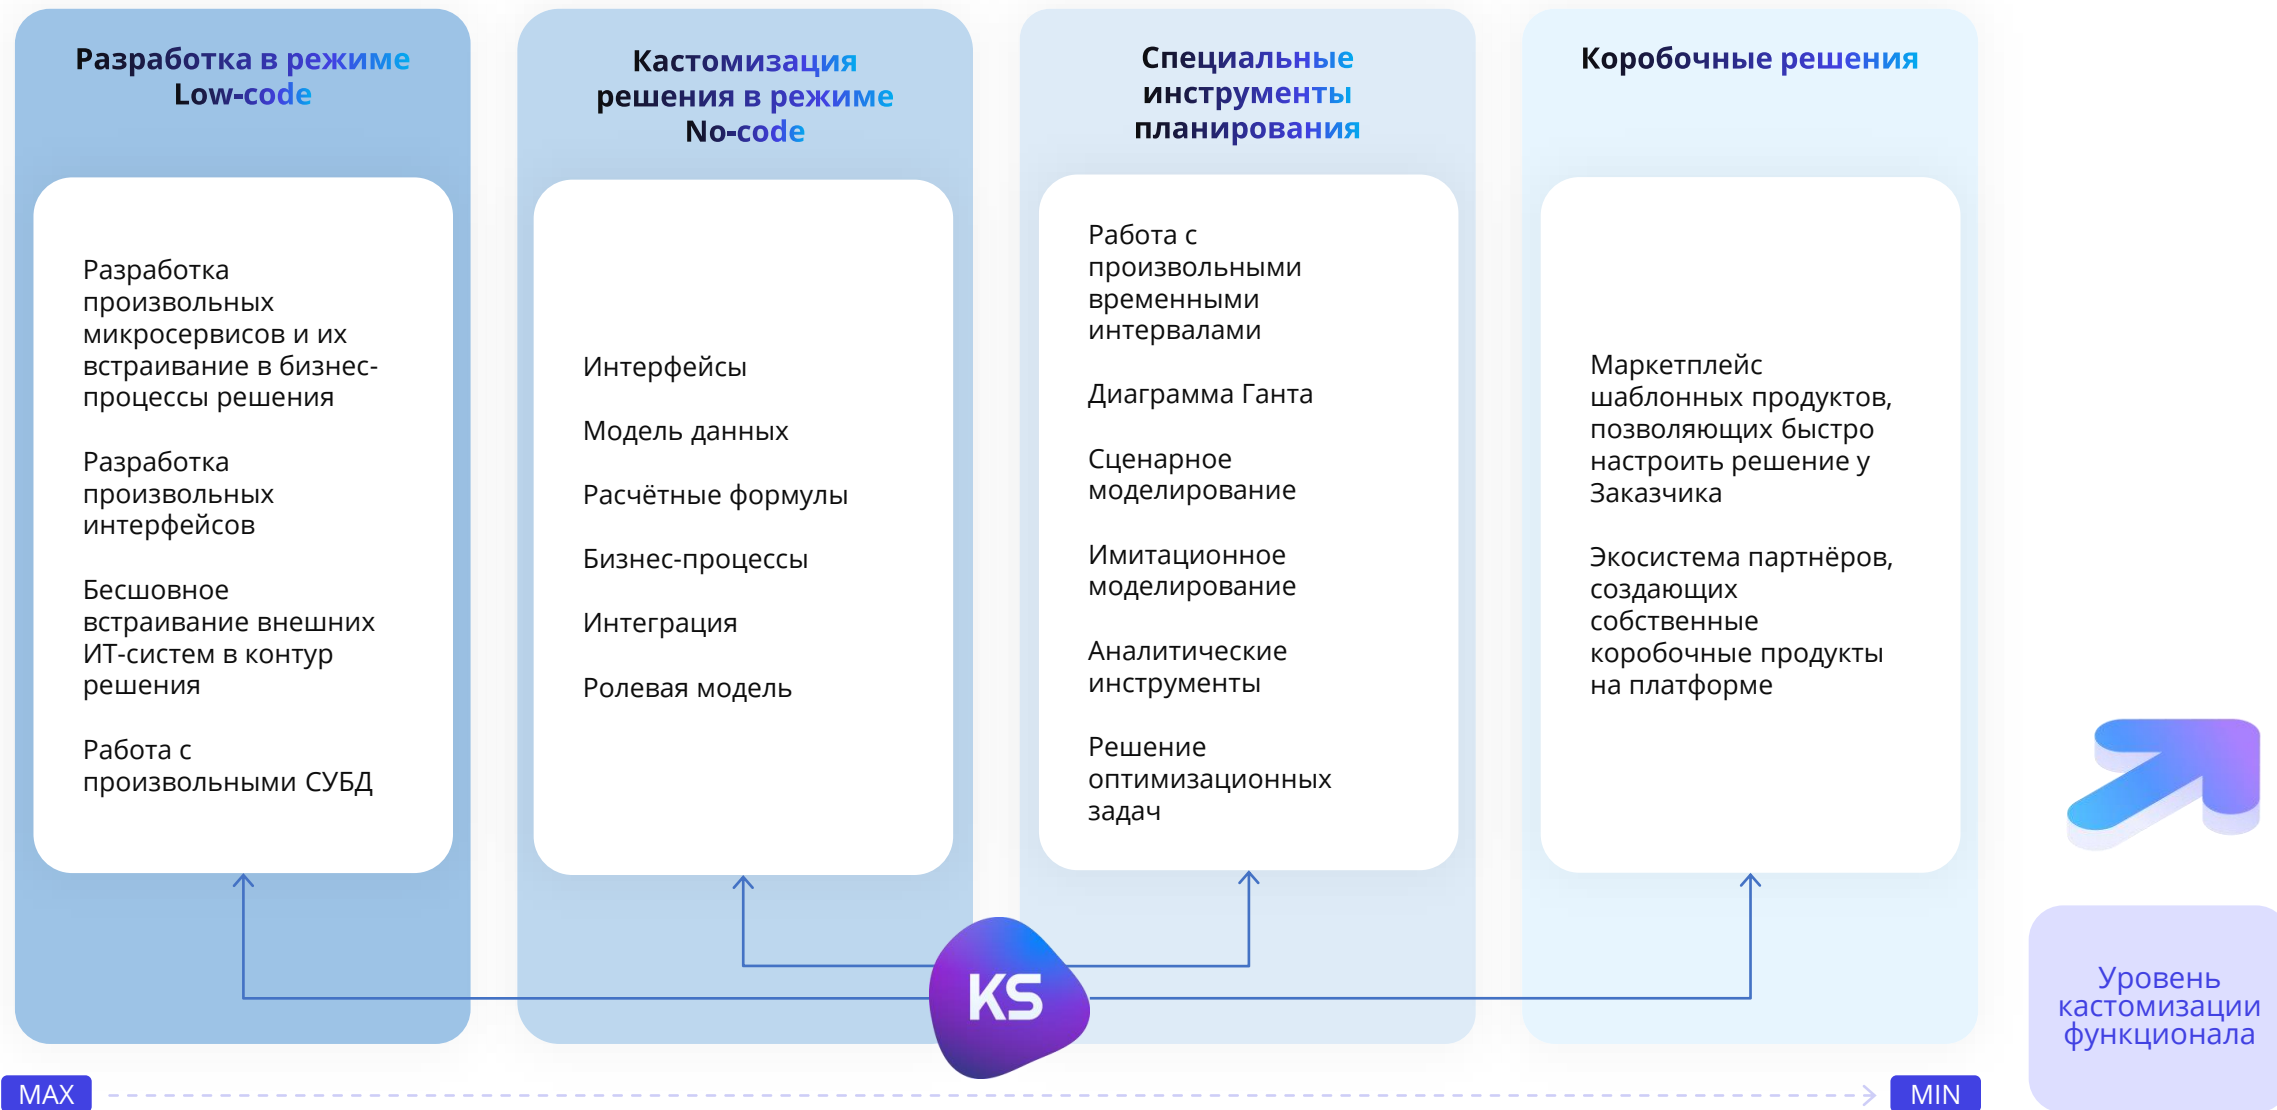 Разработка в режиме
Low-code
Разработка
произвольных
микросервисов и их
встраивание в бизнес-
процессы решения
Разработка
произвольных
интерфейсов
Бесшовное
встраивание внешних
ИТ-систем в контур
решения
Работа с
произвольными СУБД
Кастомизация
решения в режиме
No-code
Интерфейсы
Модель данных
Расчётные формулы
Бизнес-процессы
Интеграция
Ролевая модель
Специальные
инструменты
планирования
Работа с
произвольными
временными
интервалами
Диаграмма Ганта
Сценарное
моделирование
Имитационное
моделирование
Аналитические
инструменты
Решение
оптимизационных
задач
Коробочные решения
Маркетплейс
шаблонных продуктов,
позволяющих быстро
настроить решение у
Заказчика
Экосистема партнёров,
создающих
собственные
коробочные продукты
на платформе
KS
Уровень
кастомизации
функционала
MAX
MIN